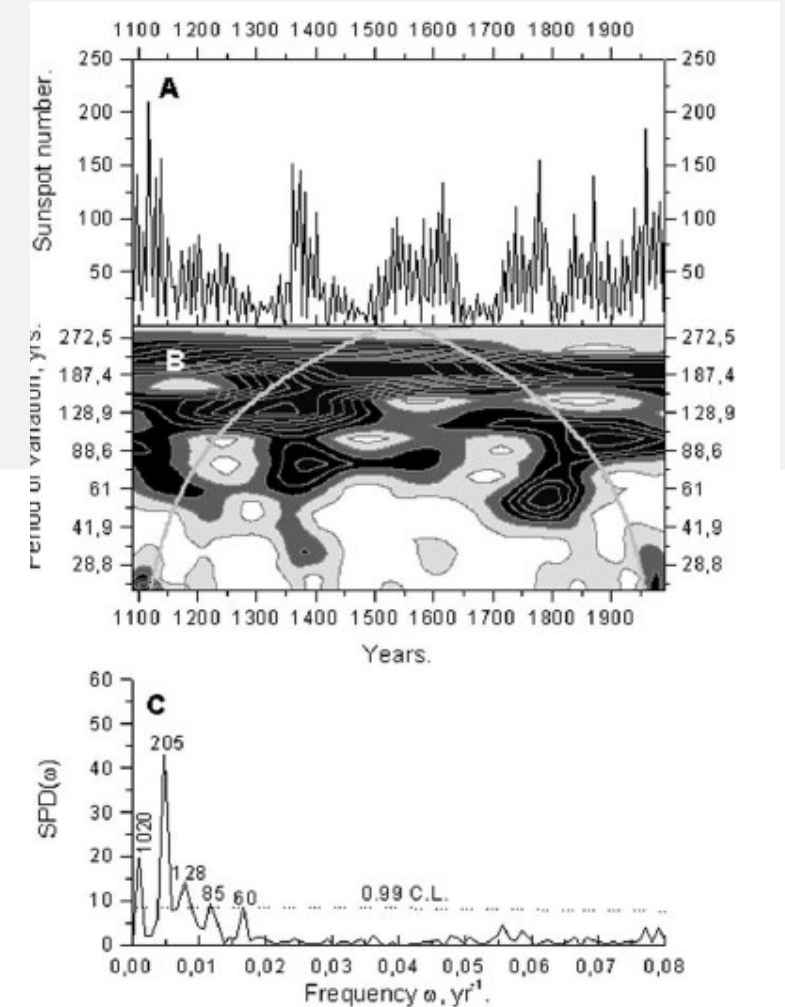 1100 1200 1300 1400 1500 1600 1700 1800 1900
250 250
A
200 200
150 150
100 100
50 50
Sunspot number.
272,5 B 272,5
187,4 187,4
128,9 128,9
88,6 88,6
61 61
41,9 41,9
28,8 28,8
Period of variation, yrs.
1100 1200 1300 1400 1500 1600 1700 1800 1900
Years.
60
C
50
205
40
30
20
1020
128
10 85 60 0.99 C.L.
0
SPD(ω)
0,00 0,01 0,02 0,03 0,04 0,05 0,06 0,07 0,08
Frequency ω, yr⁻¹.